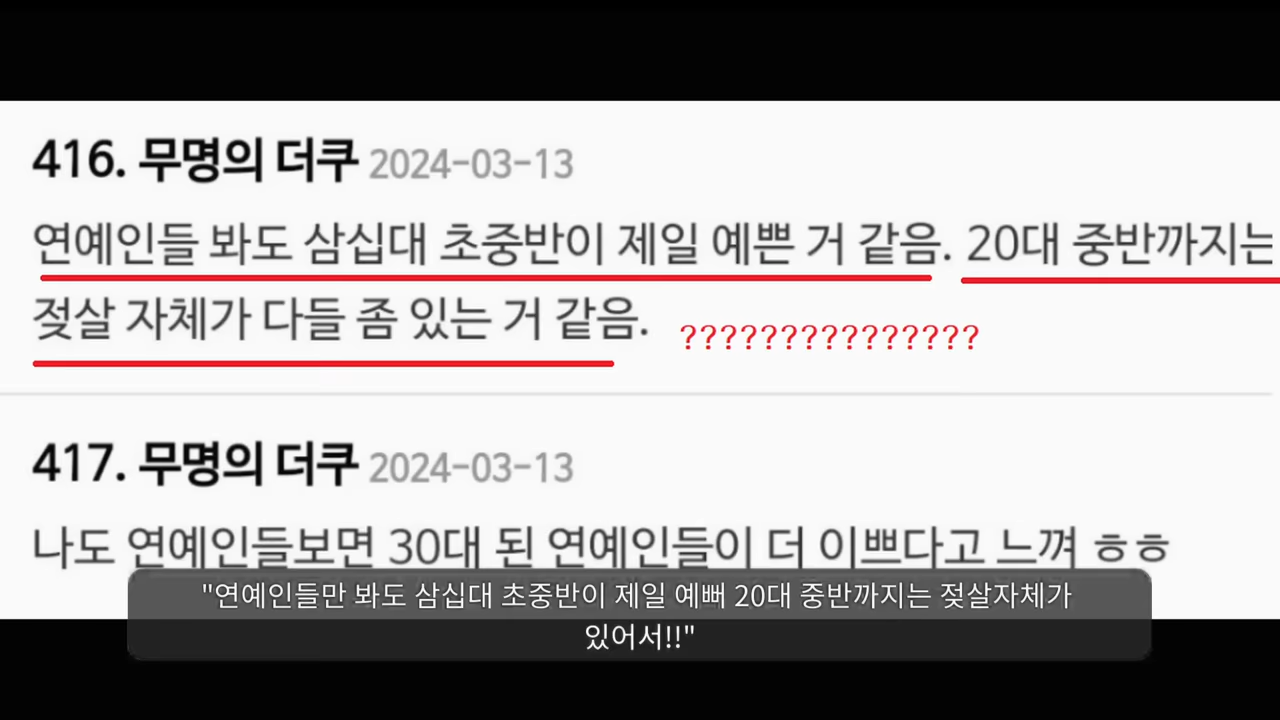 416. 무명의 더쿠 2024-03-13
연예인들 봐도 삼십대 초중반이 제일 예쁜 거 같음. 20대 중반까지는
젖살 자체가 다들 좀 있는 거 같음. ???????????????
417. 무명의 더쿠 2024-03-13
나도 연예인들보면 30대 된 연예인들이 더 이쁘다고 느껴 ㅎㅎ
"연예인들만 봐도 삼십대 초중반이 제일 예뻐 20대 중반까지는 젖살자체가
있어서!!"